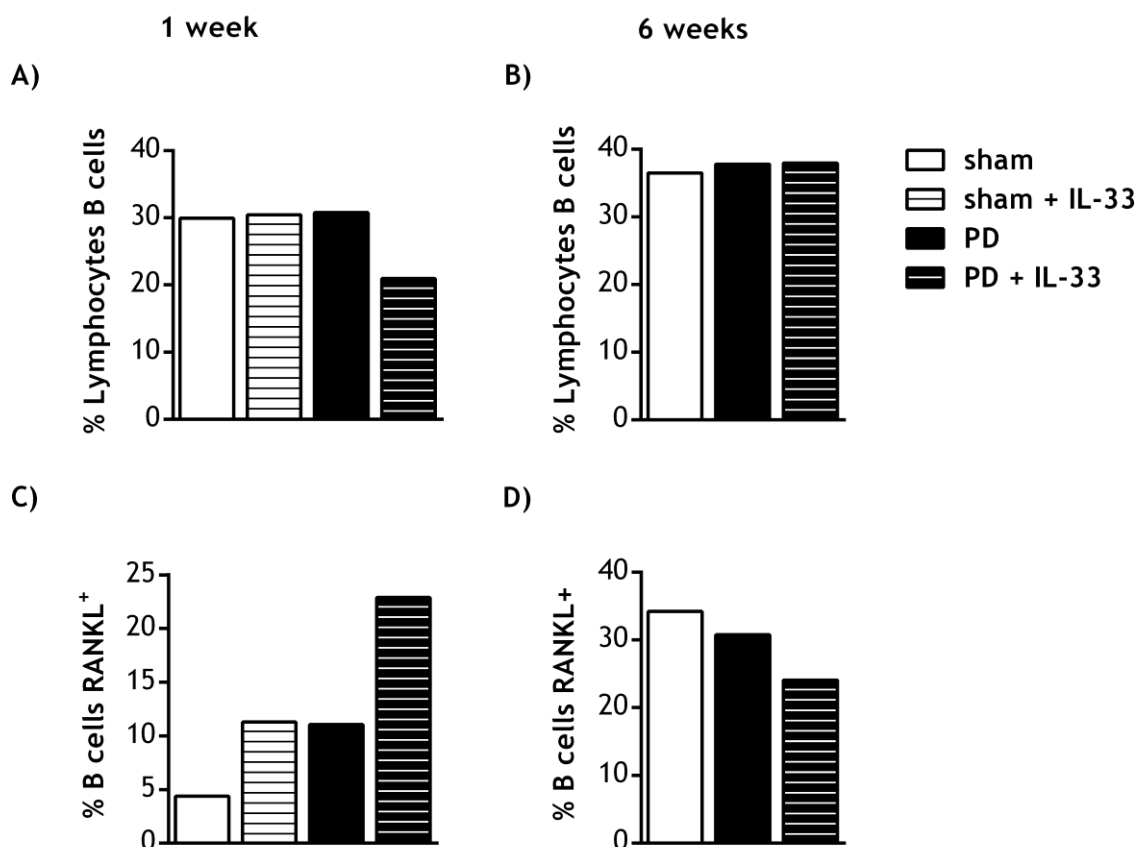 1 week
6 weeks
A)
% Lymphocytes B cells
40
30
20
10
0
B)
% Lymphocytes B cells
40
30
20
10
0
sham
sham + IL-33
PD
PD + IL-33
C)
% B cells RANKL⁺
25
20
15
10
5
0
D)
% B cells RANKL+
40
30
20
10
0